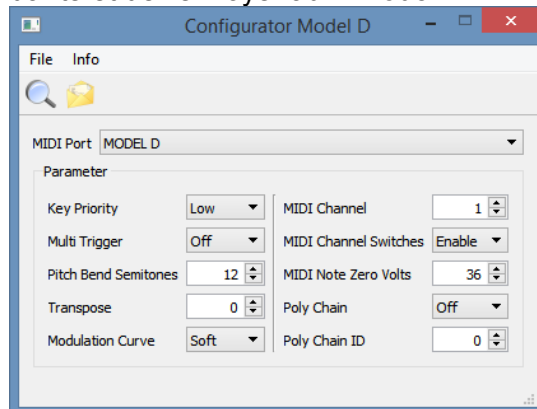 Configurator Model D
File Info
MIDI Port MODEL D
Parameter
Key Priority Low MIDI Channel 1
Multi Trigger Off MIDI Channel Switches Enable
Pitch Bend Semitones 12 MIDI Note Zero Volts 36
Transpose 0 Poly Chain Off
Modulation Curve Soft Poly Chain ID 0